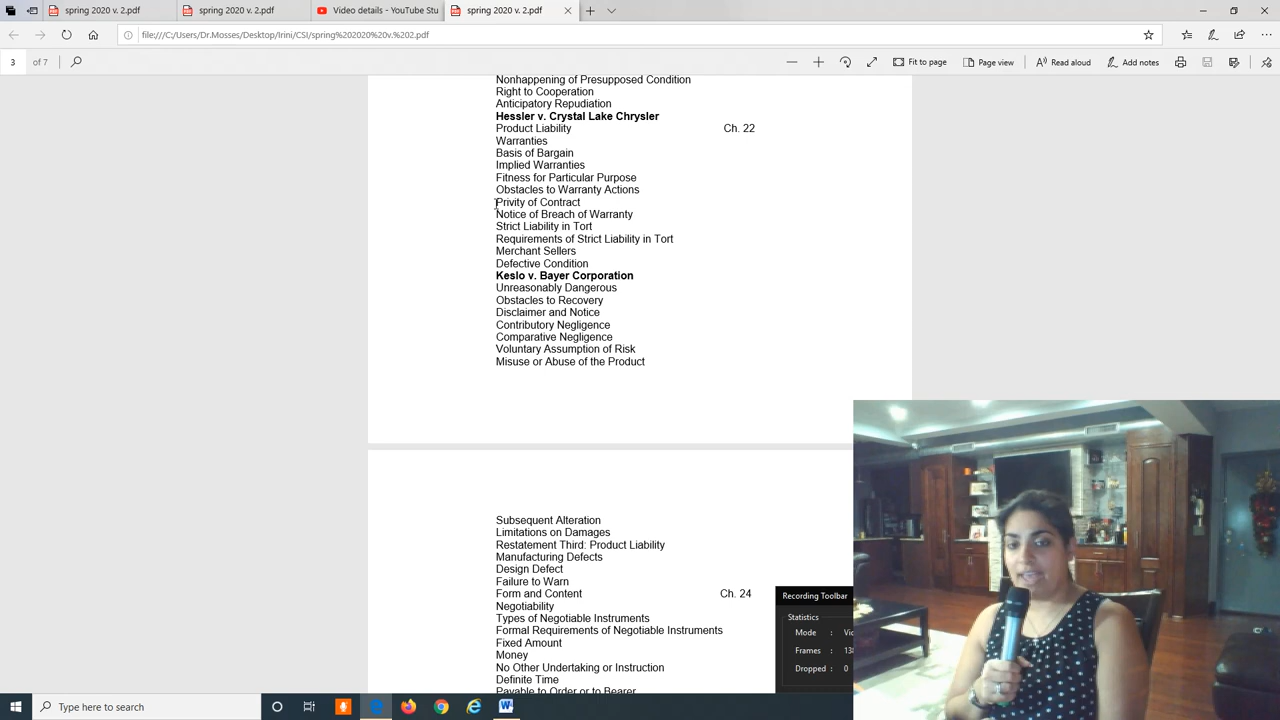 spring 2020 v. 2.pdf
spring 2020 v. 2.pdf
Video details - YouTube Stu
spring 2020 v. 2.pdf
file:///C:/Users/Dr.Mosses/Desktop/Irini/CSI/spring%202020%20v.%202.pdf
3 of 7
Fit to page
Page view
Read aloud
Add notes
Nonhappening of Presupposed Condition
Right to Cooperation
Anticipatory Repudiation
Hessler v. Crystal Lake Chrysler
Product Liability Ch. 22
Warranties
Basis of Bargain
Implied Warranties
Fitness for Particular Purpose
Obstacles to Warranty Actions
Privity of Contract
Notice of Breach of Warranty
Strict Liability in Tort
Requirements of Strict Liability in Tort
Merchant Sellers
Defective Condition
Keslo v. Bayer Corporation
Unreasonably Dangerous
Obstacles to Recovery
Disclaimer and Notice
Contributory Negligence
Comparative Negligence
Voluntary Assumption of Risk
Misuse or Abuse of the Product
Subsequent Alteration
Limitations on Damages
Restatement Third: Product Liability
Manufacturing Defects
Design Defect
Failure to Warn
Form and Content Ch. 24
Negotiability
Types of Negotiable Instruments
Formal Requirements of Negotiable Instruments
Fixed Amount
Money
No Other Undertaking or Instruction
Definite Time
Payable to Order or to Bearer
Recording Toolbar
Statistics
Mode :
Frames :
Dropped : 0
Type here to search